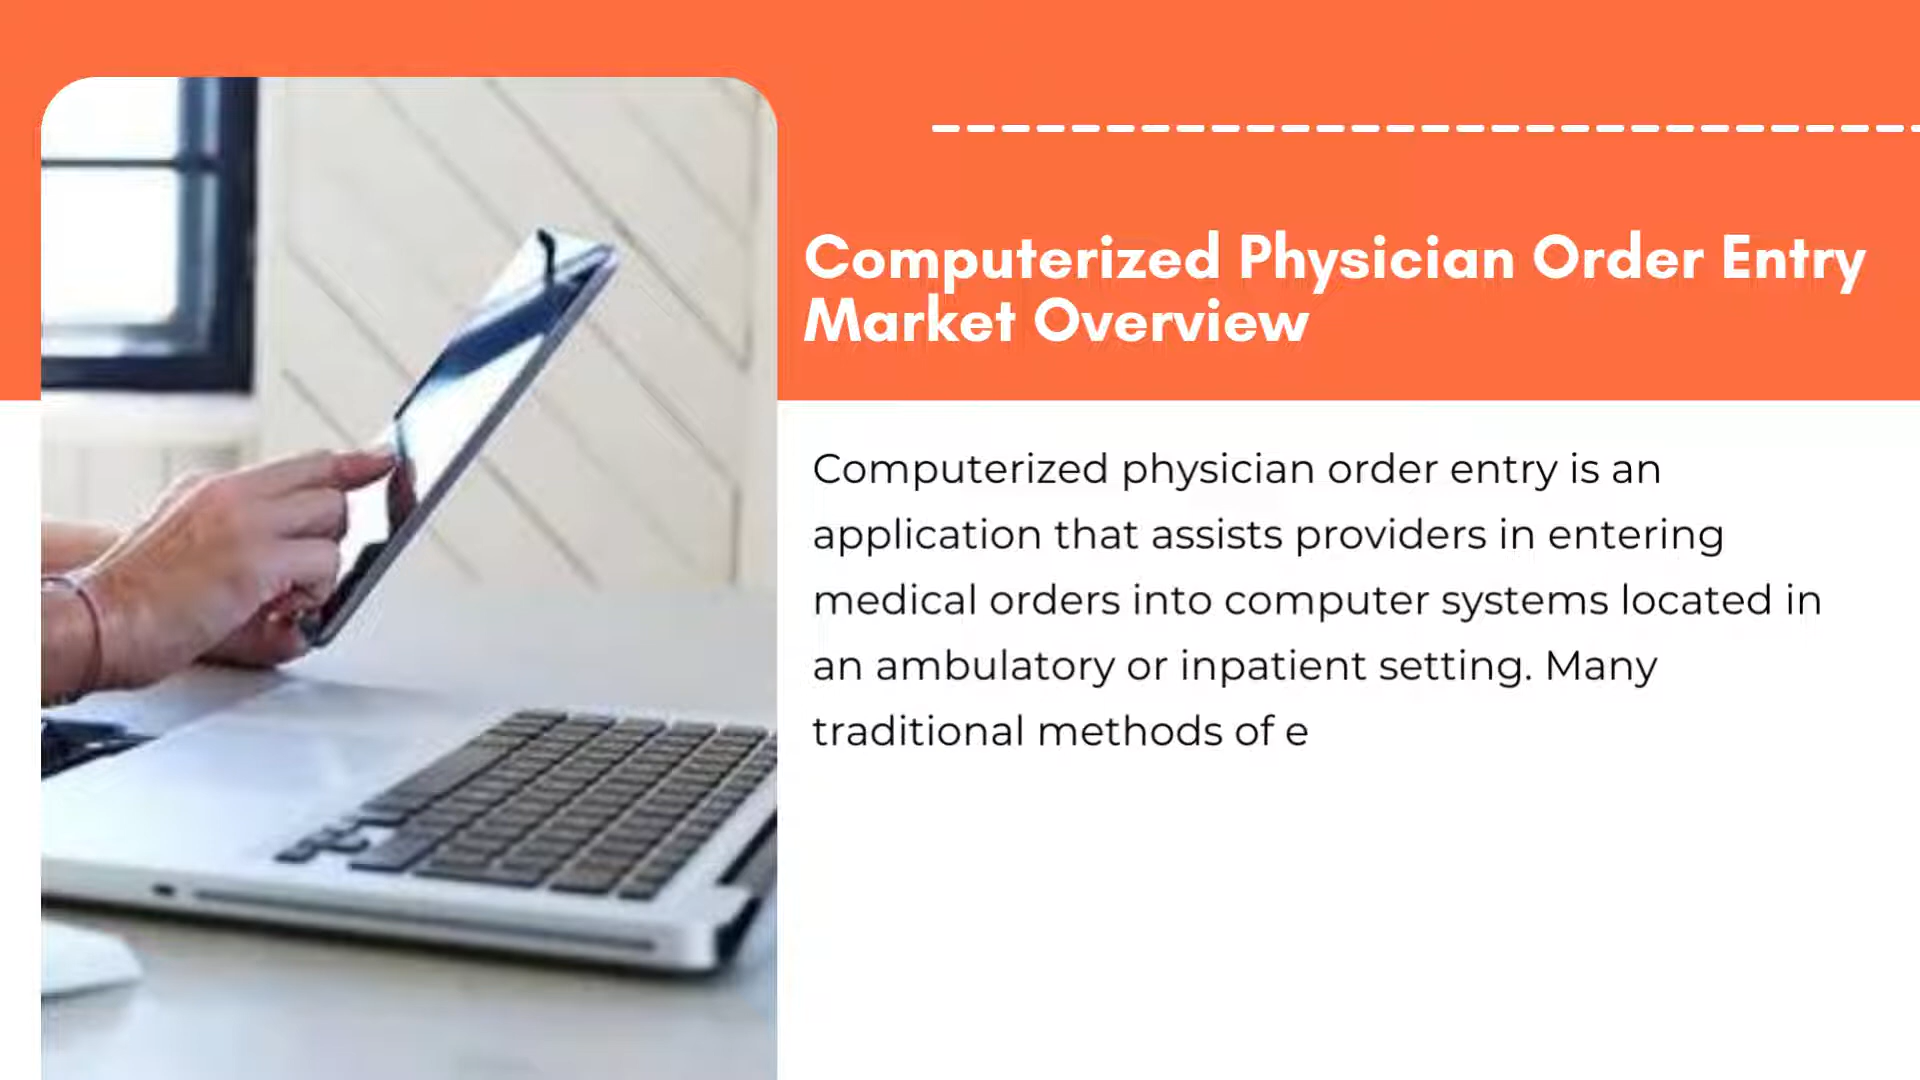 Computerized Physician Order Entry
Market Overview
Computerized physician order entry is an
application that assists providers in entering
medical orders into computer systems located in
an ambulatory or inpatient setting. Many
traditional methods of e